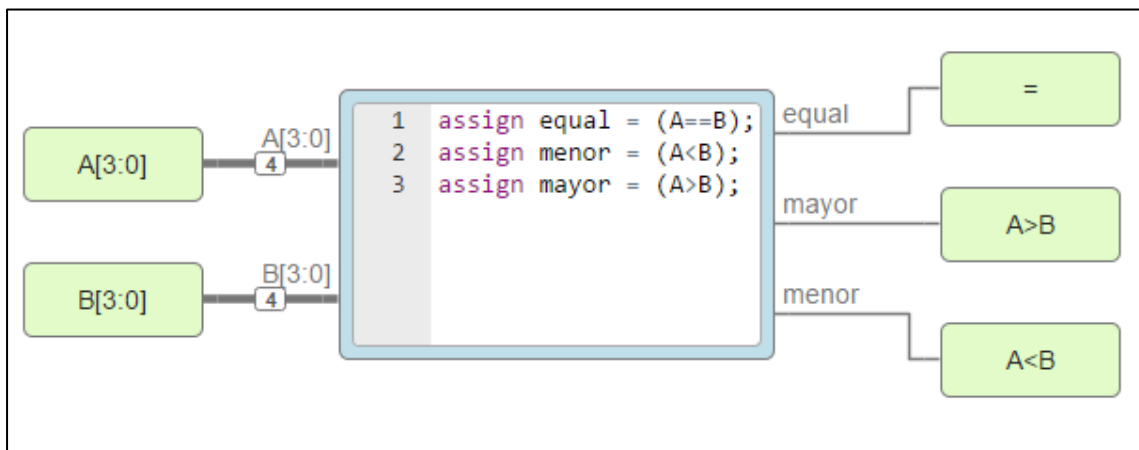 A[3:0]
A[3:0]
4
B[3:0]
B[3:0]
4
1 assign equal = (A==B);
2 assign menor = (A<B);
3 assign mayor = (A>B);
equal
=
mayor
A>B
menor
A<B